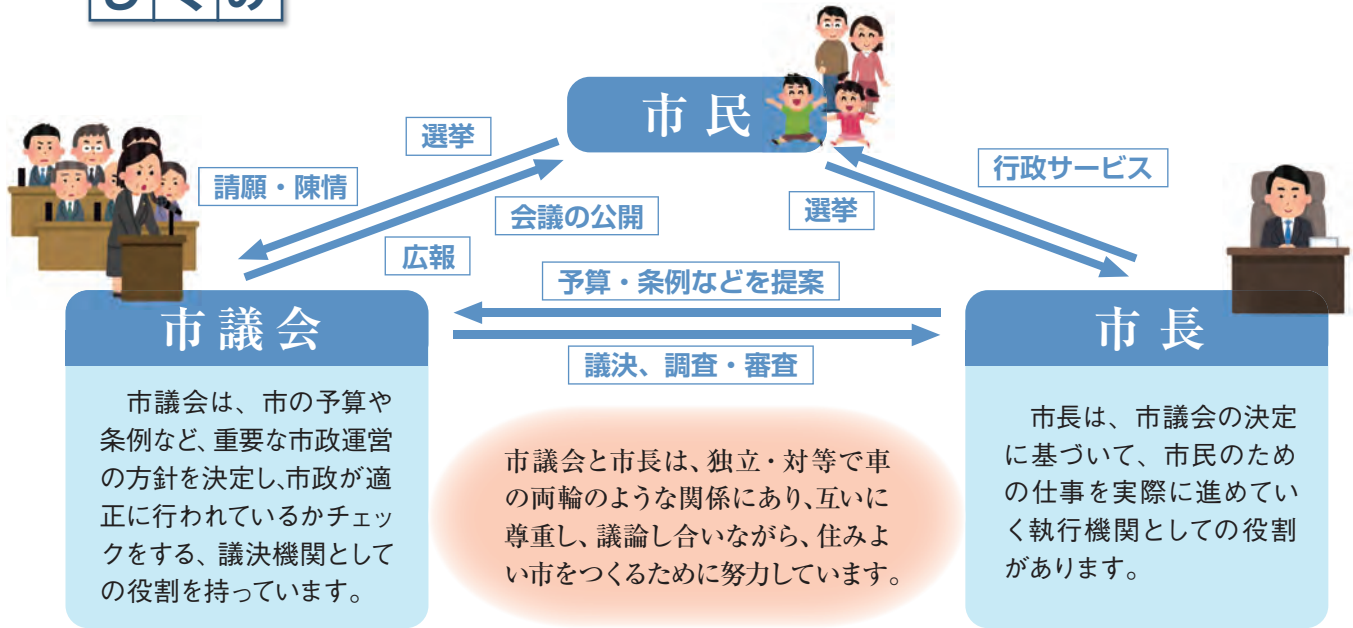 しくみ
市民
選挙
請願・陳情
会議の公開
広報
選挙
行政サービス
予算・条例などを提案
議決、調査・審査
市議会
市議会は、市の予算や
条例など、重要な市政運営
の方針を決定し、市政が適
正に行われているかチェッ
クをする、議決機関として
の役割を持っています。
市議会と市長は、独立・対等で車
の両輪のような関係にあり、互いに
尊重し、議論し合いながら、住みよ
い市をつくるために努力しています。
市長
市長は、市議会の決定
に基づいて、市民のため
の仕事を実際に進めてい
く執行機関としての役割
があります。